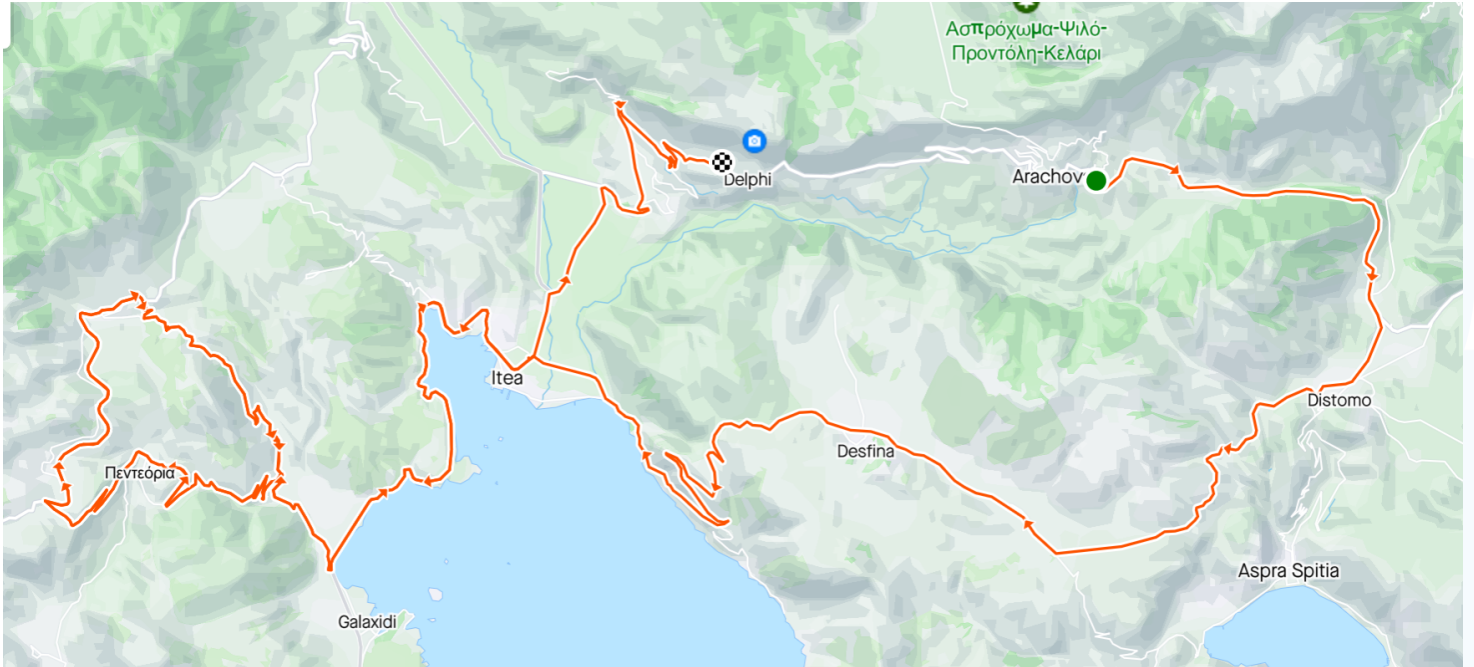 Ασπρόχωμα-Ψιλό-
Προντόλη-Κελάρι
Delphi
Arachov
Itea
Distomo
Desfina
Πεντεόρια
Aspra Spitia
Galaxidi